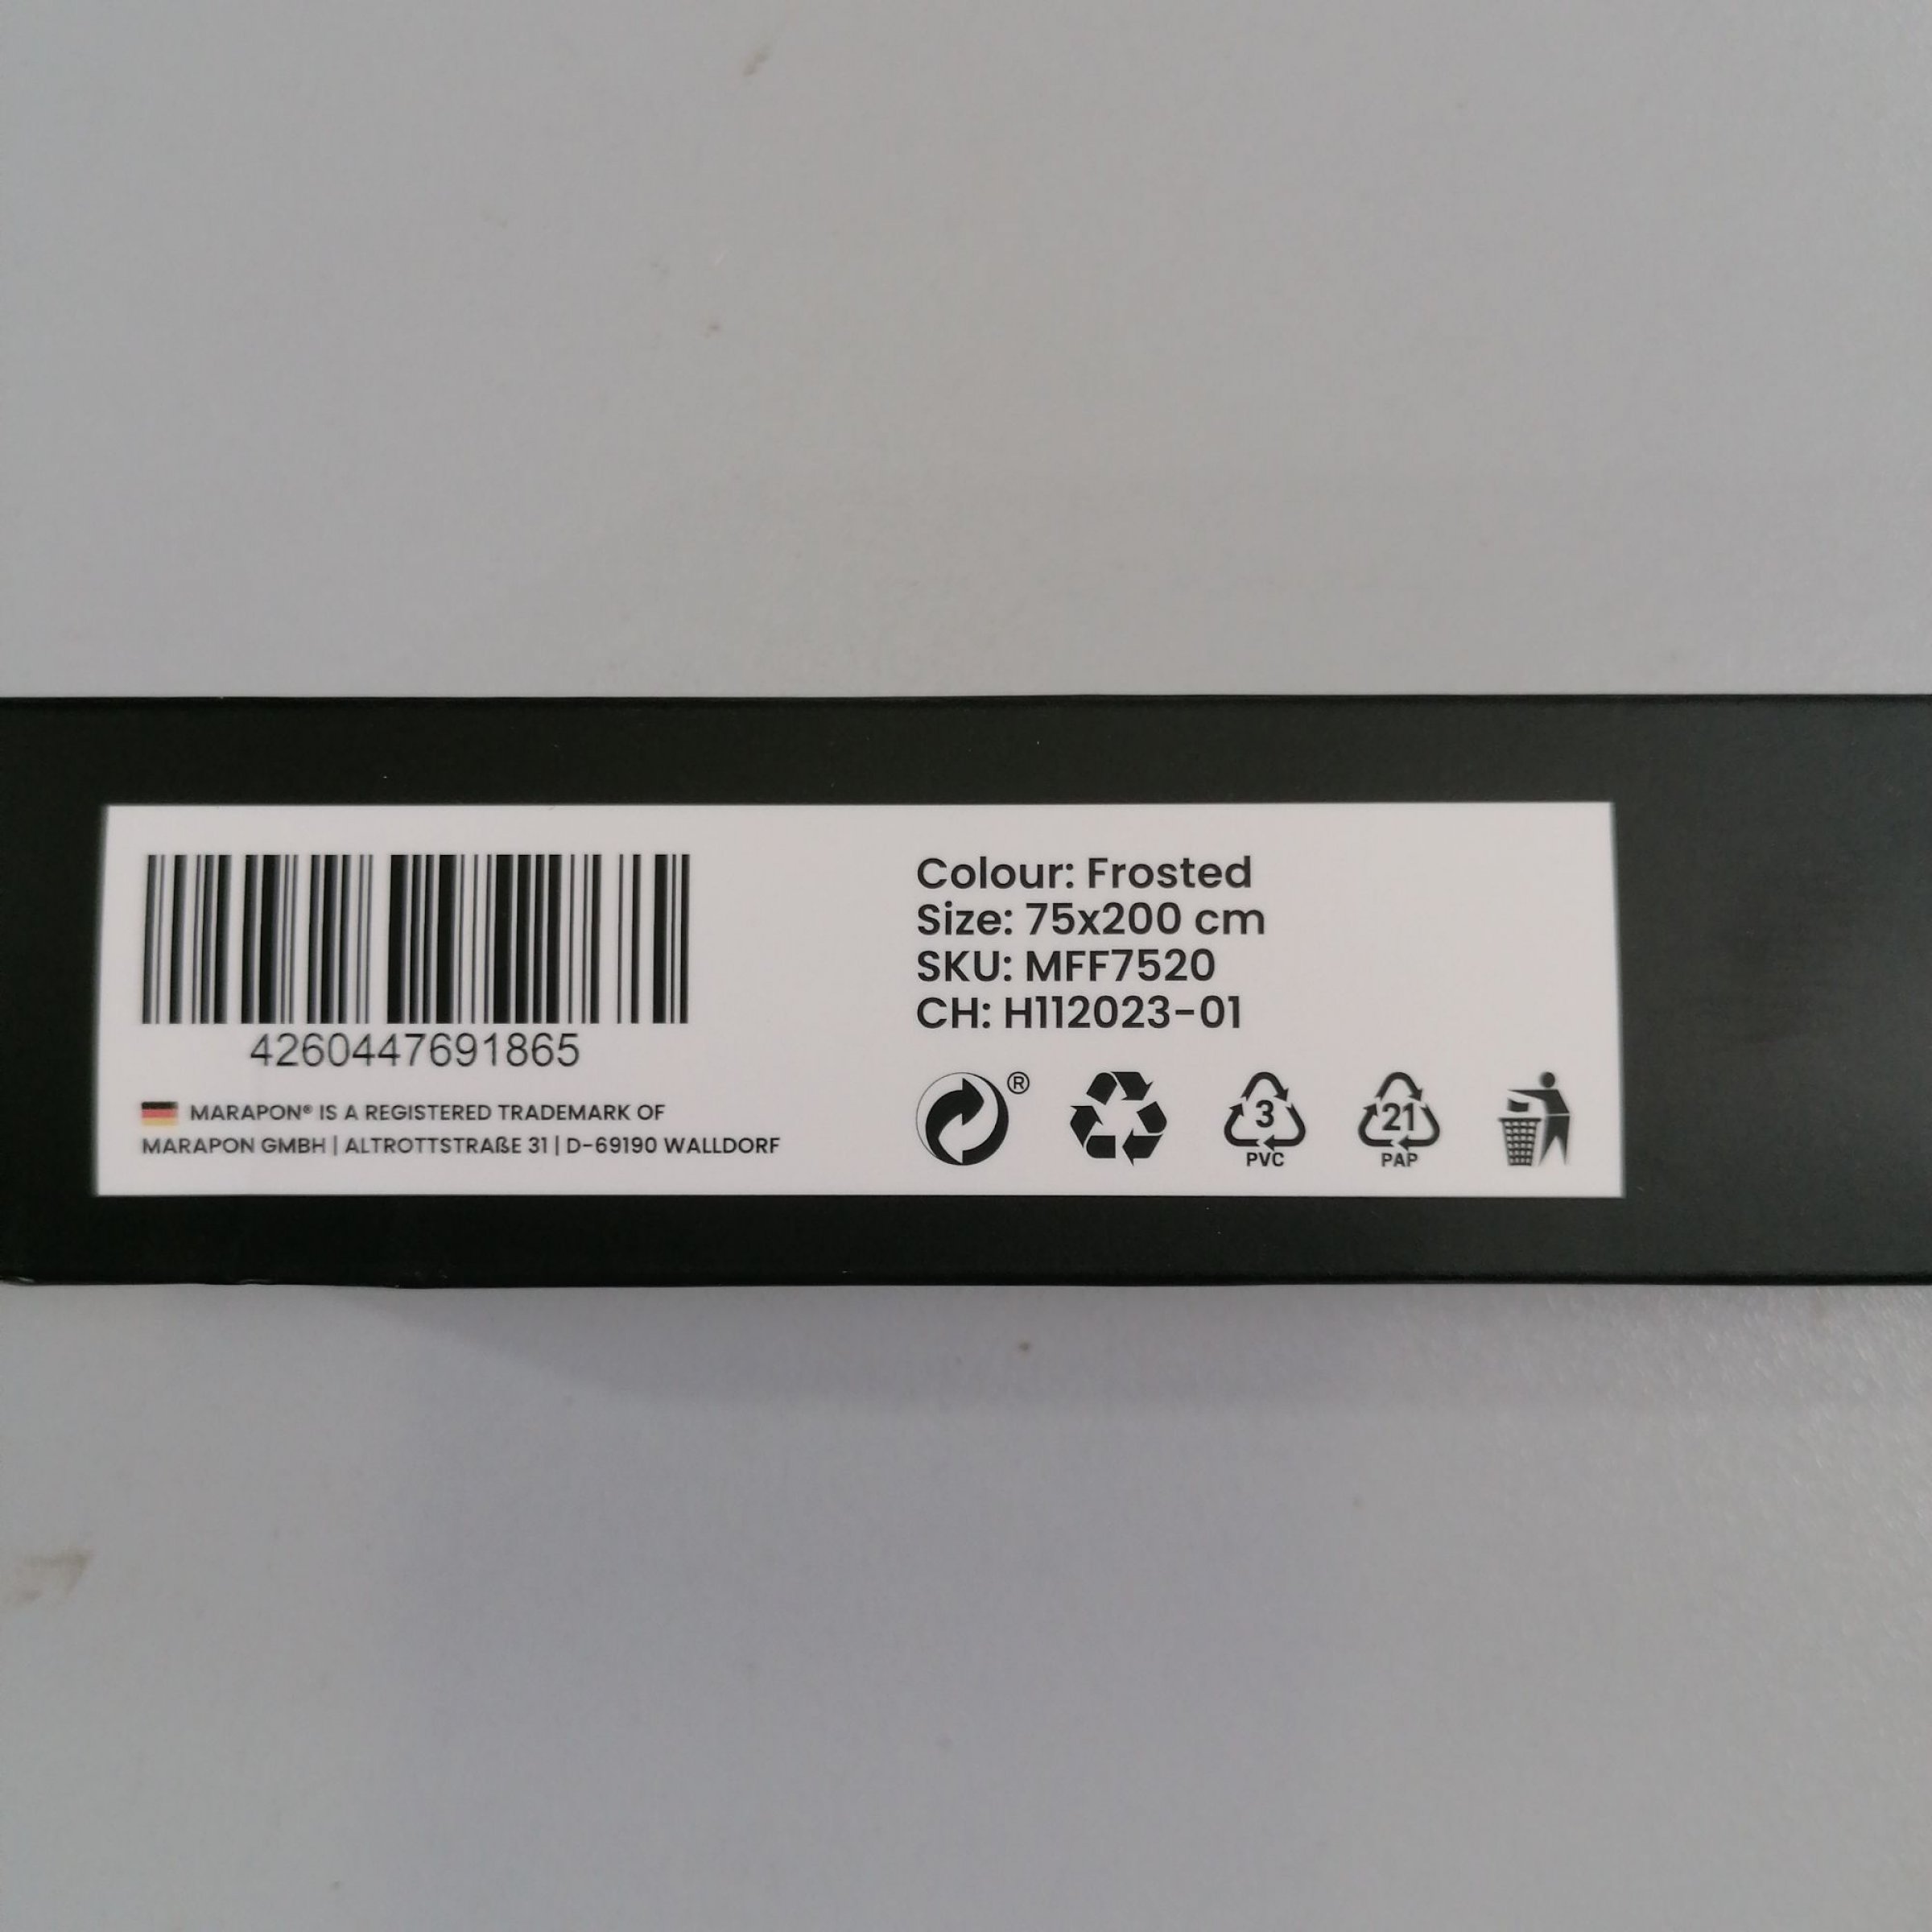 4260447691865
MARAPON® IS A REGISTERED TRADEMARK OF
MARAPON GMBH | ALTROTTSTRAßE 31 | D-69190 WALLDORF
Colour: Frosted
Size: 75x200 cm
SKU: MFF7520
CH: H112023-01
®
3
PVC
21
PAP